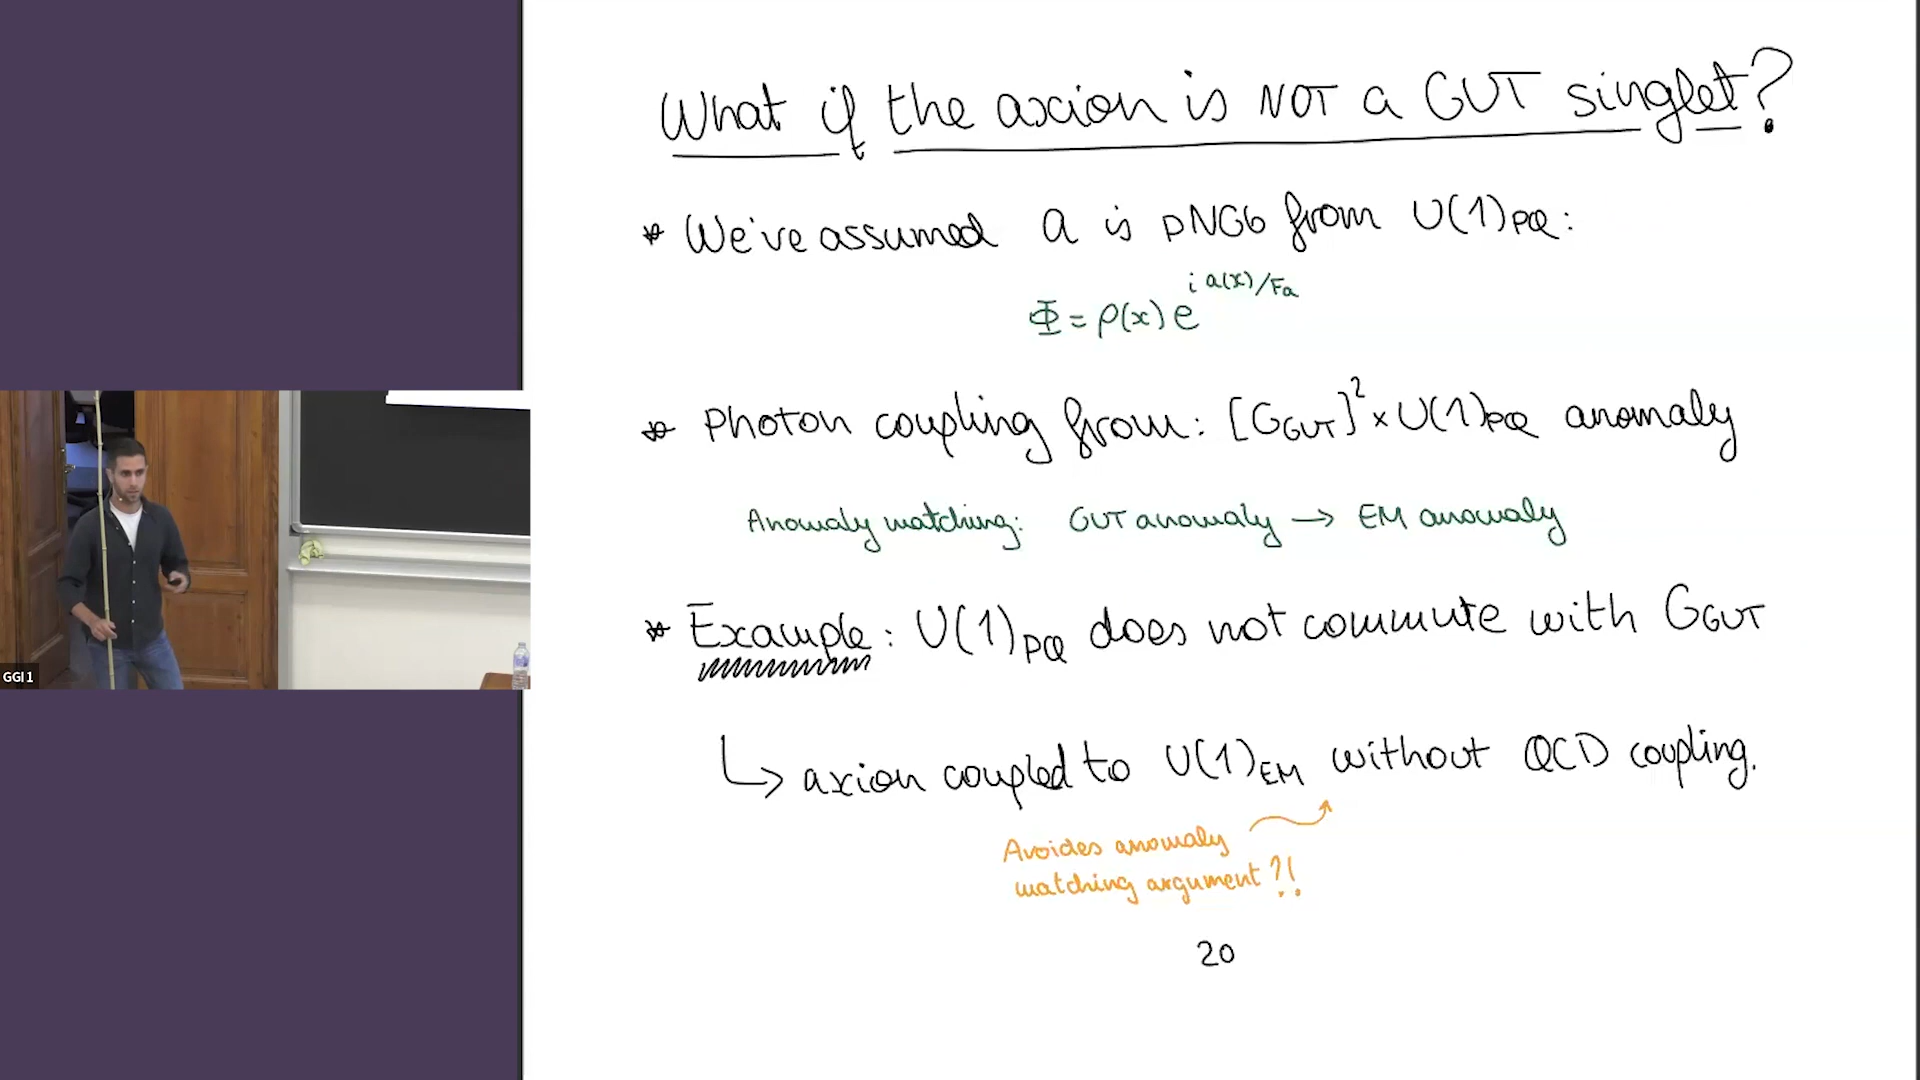 What if the axion is NOT a GUT singlet?
* We've assumed a is pNGb from U(1)PQ:
Φ = ρ(x) e^{i a(x)/Fa}
* Photon coupling from: [GGUT]² × U(1)PQ anomaly
Anomaly matching: GUT anomaly → EM anomaly
* Example: U(1)PQ does not commute with GGUT
↳ axion coupled to U(1)EM without QCD coupling.
Avoides anomaly
matching argument?!
20
GGI 1